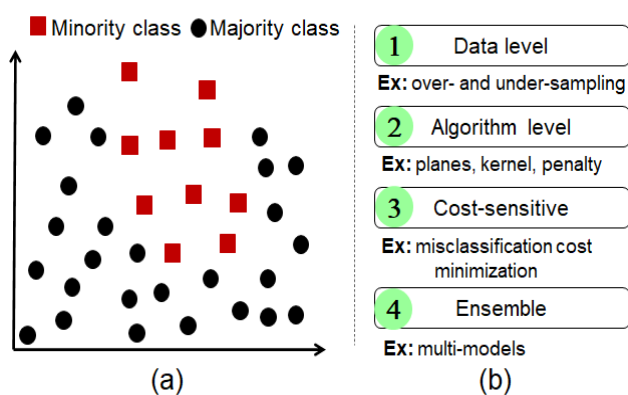 Minority class Majority class
(a)
1 Data level
Ex: over- and under-sampling
2 Algorithm level
Ex: planes, kernel, penalty
3 Cost-sensitive
Ex: misclassification cost
minimization
4 Ensemble
Ex: multi-models
(b)